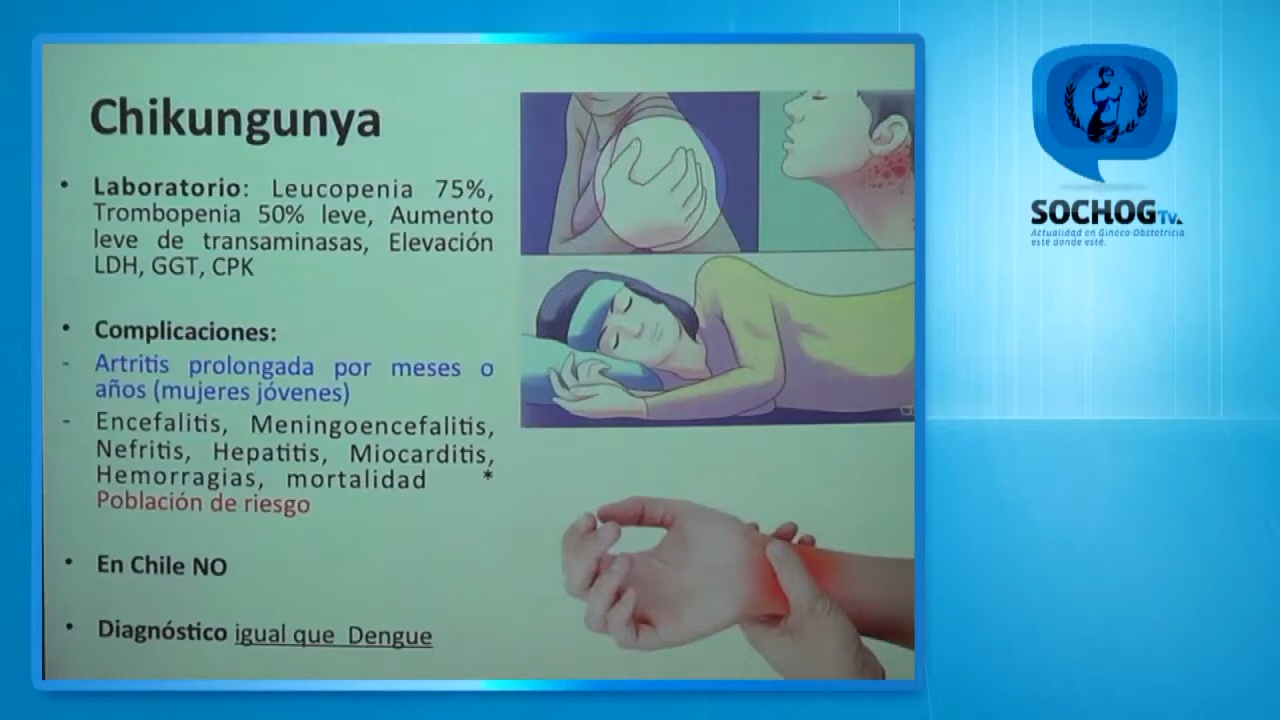 Chikungunya
• Laboratorio: Leucopenia 75%,
Trombopenia 50% leve, Aumento
leve de transaminasas, Elevación
LDH, GGT, CPK
• Complicaciones:
- Artritis prolongada por meses o
años (mujeres jóvenes)
- Encefalitis, Meningoencefalitis,
Nefritis, Hepatitis, Miocarditis,
Hemorragias, mortalidad *
Población de riesgo
• En Chile NO
• Diagnóstico igual que Dengue
SOCHOG Tv.
Actualidad en Gineco-Obstetricia
esté donde esté.